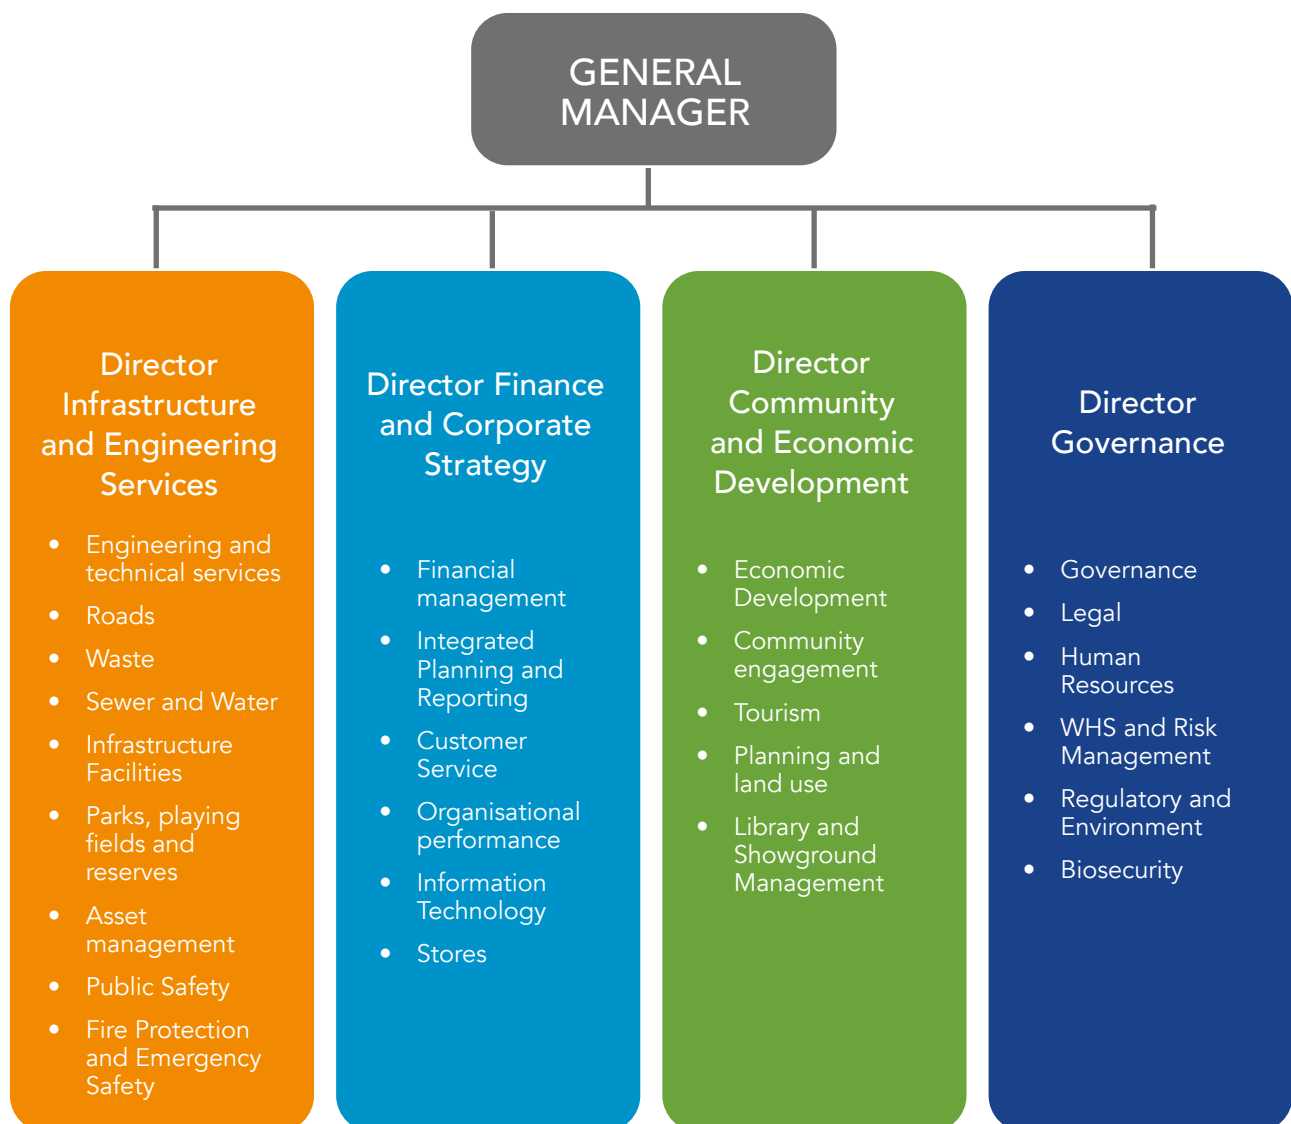 GENERAL
MANAGER
Director
Infrastructure
and Engineering
Services
• Engineering and
technical services
• Roads
• Waste
• Sewer and Water
• Infrastructure
Facilities
• Parks, playing
fields and
reserves
• Asset
management
• Public Safety
• Fire Protection
and Emergency
Safety
Director Finance
and Corporate
Strategy
• Financial
management
• Integrated
Planning and
Reporting
• Customer
Service
• Organisational
performance
• Information
Technology
• Stores
Director
Community
and Economic
Development
• Economic
Development
• Community
engagement
• Tourism
• Planning and
land use
• Library and
Showground
Management
Director
Governance
• Governance
• Legal
• Human
Resources
• WHS and Risk
Management
• Regulatory and
Environment
• Biosecurity